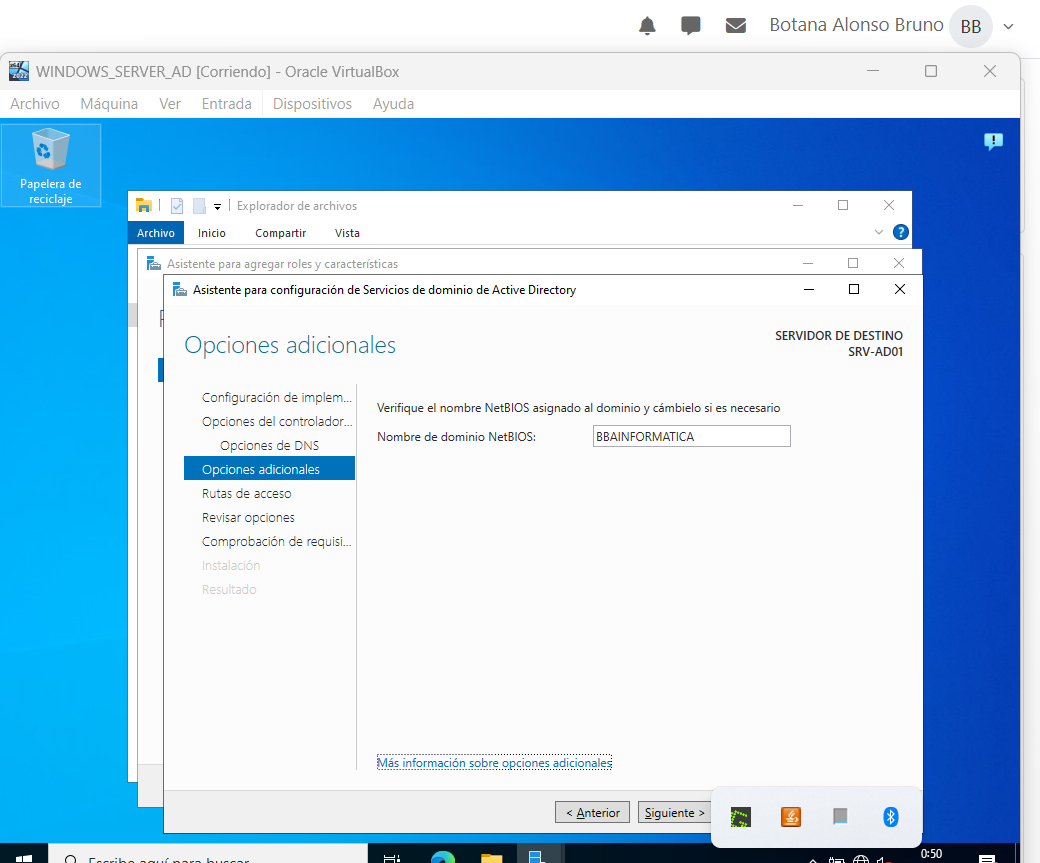 Botana Alonso Bruno BB
WINDOWS_SERVER_AD [Corriendo] - Oracle VirtualBox
Archivo Máquina Ver Entrada Dispositivos Ayuda
Papelera de
reciclaje
Explorador de archivos
Archivo Inicio Compartir Vista
Asistente para agregar roles y características
Asistente para configuración de Servicios de dominio de Active Directory
Opciones adicionales
SERVIDOR DE DESTINO
SRV-AD01
Configuración de implem...
Opciones del controlador...
Opciones de DNS
Opciones adicionales
Rutas de acceso
Revisar opciones
Comprobación de requisi...
Instalación
Resultado
Verifique el nombre NetBIOS asignado al dominio y cámbielo si es necesario
Nombre de dominio NetBIOS: BBAINFORMATICA
Más información sobre opciones adicionales
< Anterior Siguiente >
Escribe aquí para buscar
0:50